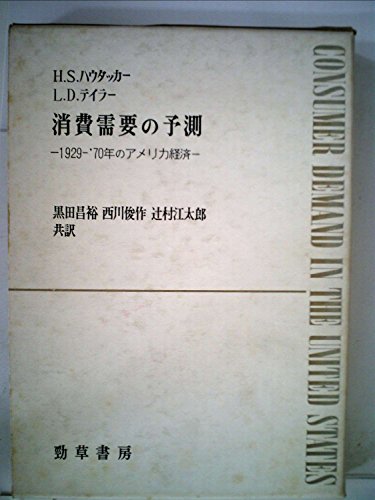 H.S.ハウタッカー
L.D.テイラー
消費需要の予測
−1929−'70年のアメリカ経済−
黒田昌裕 西川俊作 辻村江太郎
共訳
勁草書房
CONSUMER DEMAND IN THE UNITED STATES